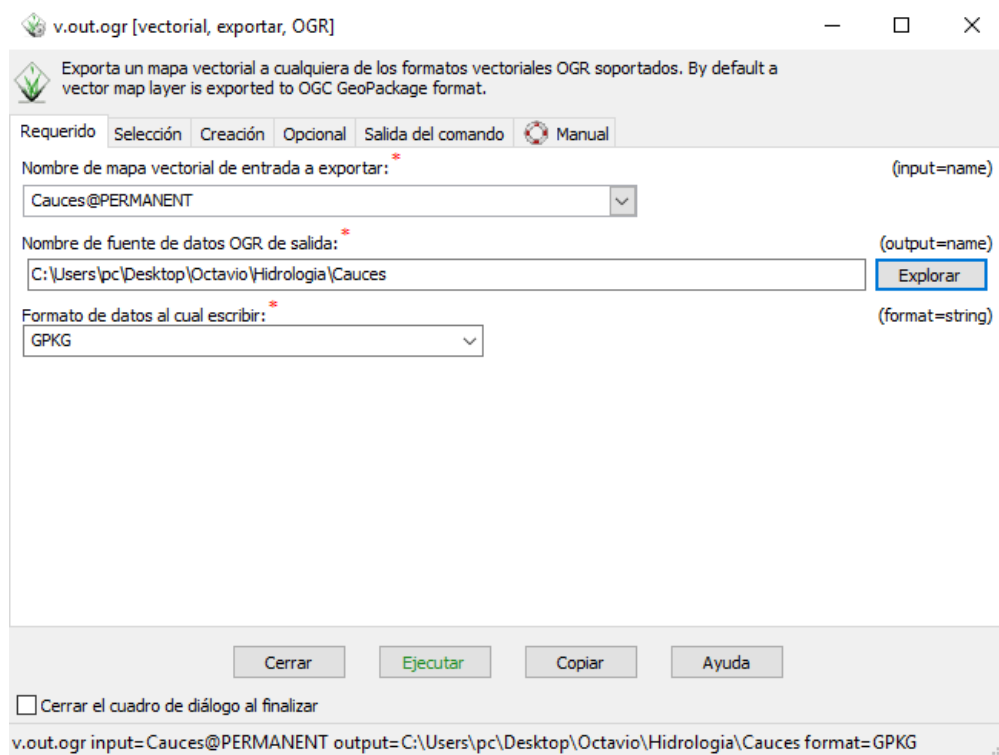 v.out.ogr [vectorial, exportar, OGR]
Exporta un mapa vectorial a cualquiera de los formatos vectoriales OGR soportados. By default a
vector map layer is exported to OGC GeoPackage format.
Requerido Selección Creación Opcional Salida del comando Manual
Nombre de mapa vectorial de entrada a exportar:* (input=name)
Cauces@PERMANENT
Nombre de fuente de datos OGR de salida:* (output=name)
C:\Users\pc\Desktop\Octavio\Hidrologia\Cauces Explorar
Formato de datos al cual escribir:* (format=string)
GPKG
Cerrar Ejecutar Copiar Ayuda
Cerrar el cuadro de diálogo al finalizar
v.out.ogr input=Cauces@PERMANENT output=C:\Users\pc\Desktop\Octavio\Hidrologia\Cauces format=GPKG